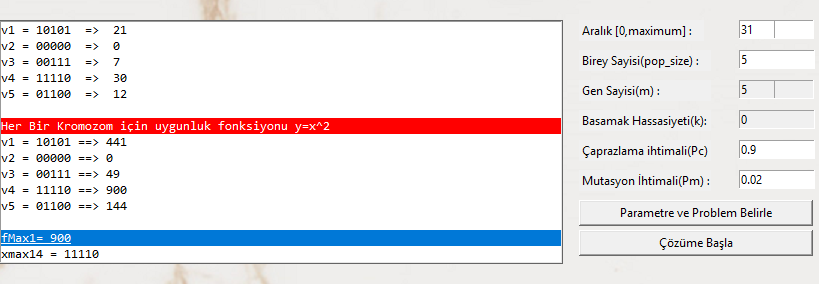 v1 = 10101  =>  21
v2 = 00000  =>  0
v3 = 00111  =>  7
v4 = 11110  =>  30
v5 = 01100  =>  12
Her Bir Kromozom için uygunluk fonksiyonu y=x^2
v1 = 10101 ==> 441
v2 = 00000 ==> 0
v3 = 00111 ==> 49
v4 = 11110 ==> 900
v5 = 01100 ==> 144
fMax1= 900
xmax14 = 11110
Aralık [0,maximum] : 31
Birey Sayisi(pop_size) : 5
Gen Sayisi(m) : 5
Basamak Hassasiyeti(k): 0
Çaprazlama ihtimali(Pc) 0.9
Mutasyon İhtimali(Pm) : 0.02
Parametre ve Problem Belirle
Çözüme Başla